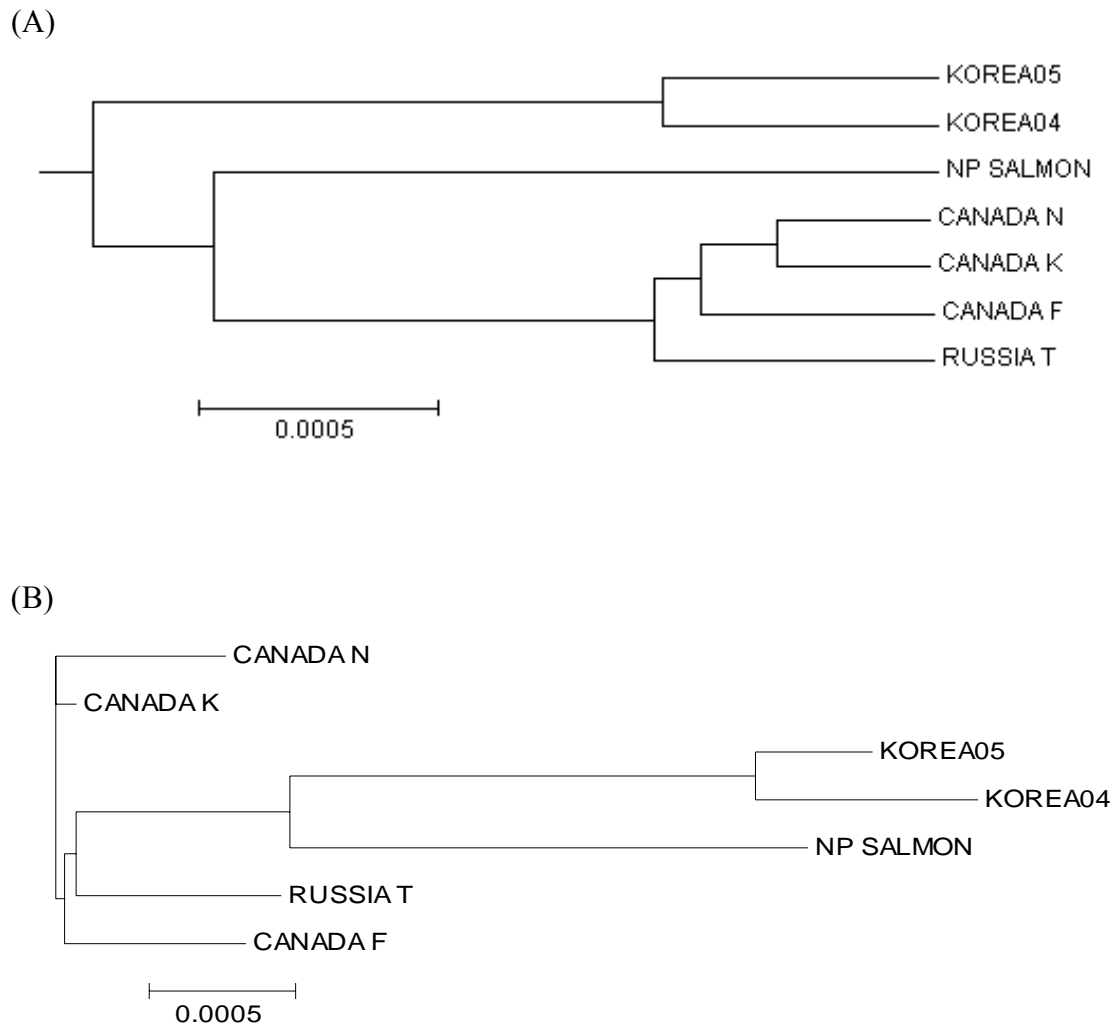 (A)
KOREA05
KOREA04
NP SALMON
CANADA N
CANADA K
CANADA F
RUSSIA T
0.0005
(B)
CANADA N
CANADA K
KOREA05
KOREA04
NP SALMON
RUSSIA T
CANADA F
0.0005